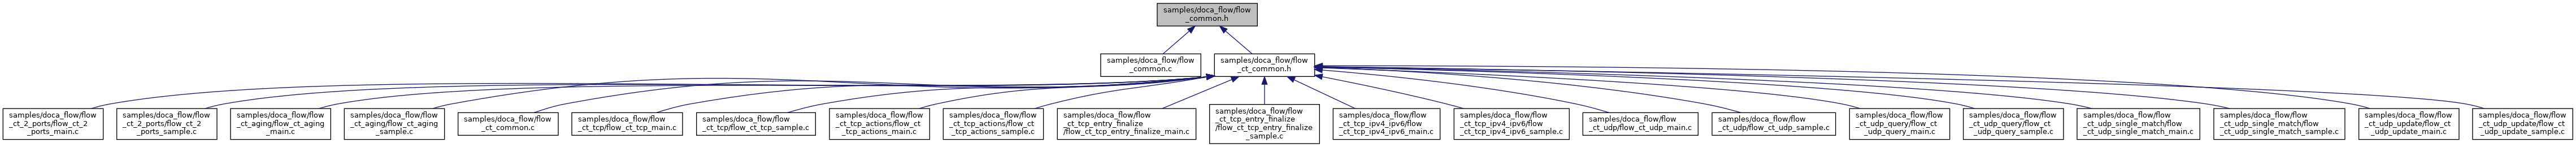 samples/doca_flow/flow
_common.h
samples/doca_flow/flow
_common.c
samples/doca_flow/flow
_ct_common.h
samples/doca_flow/flow
_ct_2_ports/flow_ct_2
_ports_main.c
samples/doca_flow/flow
_ct_2_ports/flow_ct_2
_ports_sample.c
samples/doca_flow/flow
_ct_aging/flow_ct_aging
_main.c
samples/doca_flow/flow
_ct_aging/flow_ct_aging
_sample.c
samples/doca_flow/flow
_ct_common.c
samples/doca_flow/flow
_ct_tcp/flow_ct_tcp_main.c
samples/doca_flow/flow
_ct_tcp/flow_ct_tcp_sample.c
samples/doca_flow/flow
_ct_tcp_actions/flow_ct
_tcp_actions_main.c
samples/doca_flow/flow
_ct_tcp_actions/flow_ct
_tcp_actions_sample.c
samples/doca_flow/flow
_ct_tcp_entry_finalize
/flow_ct_tcp_entry_finalize_main.c
samples/doca_flow/flow
_ct_tcp_entry_finalize
/flow_ct_tcp_entry_finalize
_sample.c
samples/doca_flow/flow
_ct_tcp_ipv4_ipv6/flow
_ct_tcp_ipv4_ipv6_main.c
samples/doca_flow/flow
_ct_tcp_ipv4_ipv6/flow
_ct_tcp_ipv4_ipv6_sample.c
samples/doca_flow/flow
_ct_udp/flow_ct_udp_main.c
samples/doca_flow/flow
_ct_udp/flow_ct_udp_sample.c
samples/doca_flow/flow
_ct_udp_query/flow_ct
_udp_query_main.c
samples/doca_flow/flow
_ct_udp_query/flow_ct
_udp_query_sample.c
samples/doca_flow/flow
_ct_udp_single_match/flow
_ct_udp_single_match_main.c
samples/doca_flow/flow
_ct_udp_single_match/flow
_ct_udp_single_match_sample.c
samples/doca_flow/flow
_ct_udp_update/flow_ct
_udp_update_main.c
samples/doca_flow/flow
_ct_udp_update/flow_ct
_udp_update_sample.c